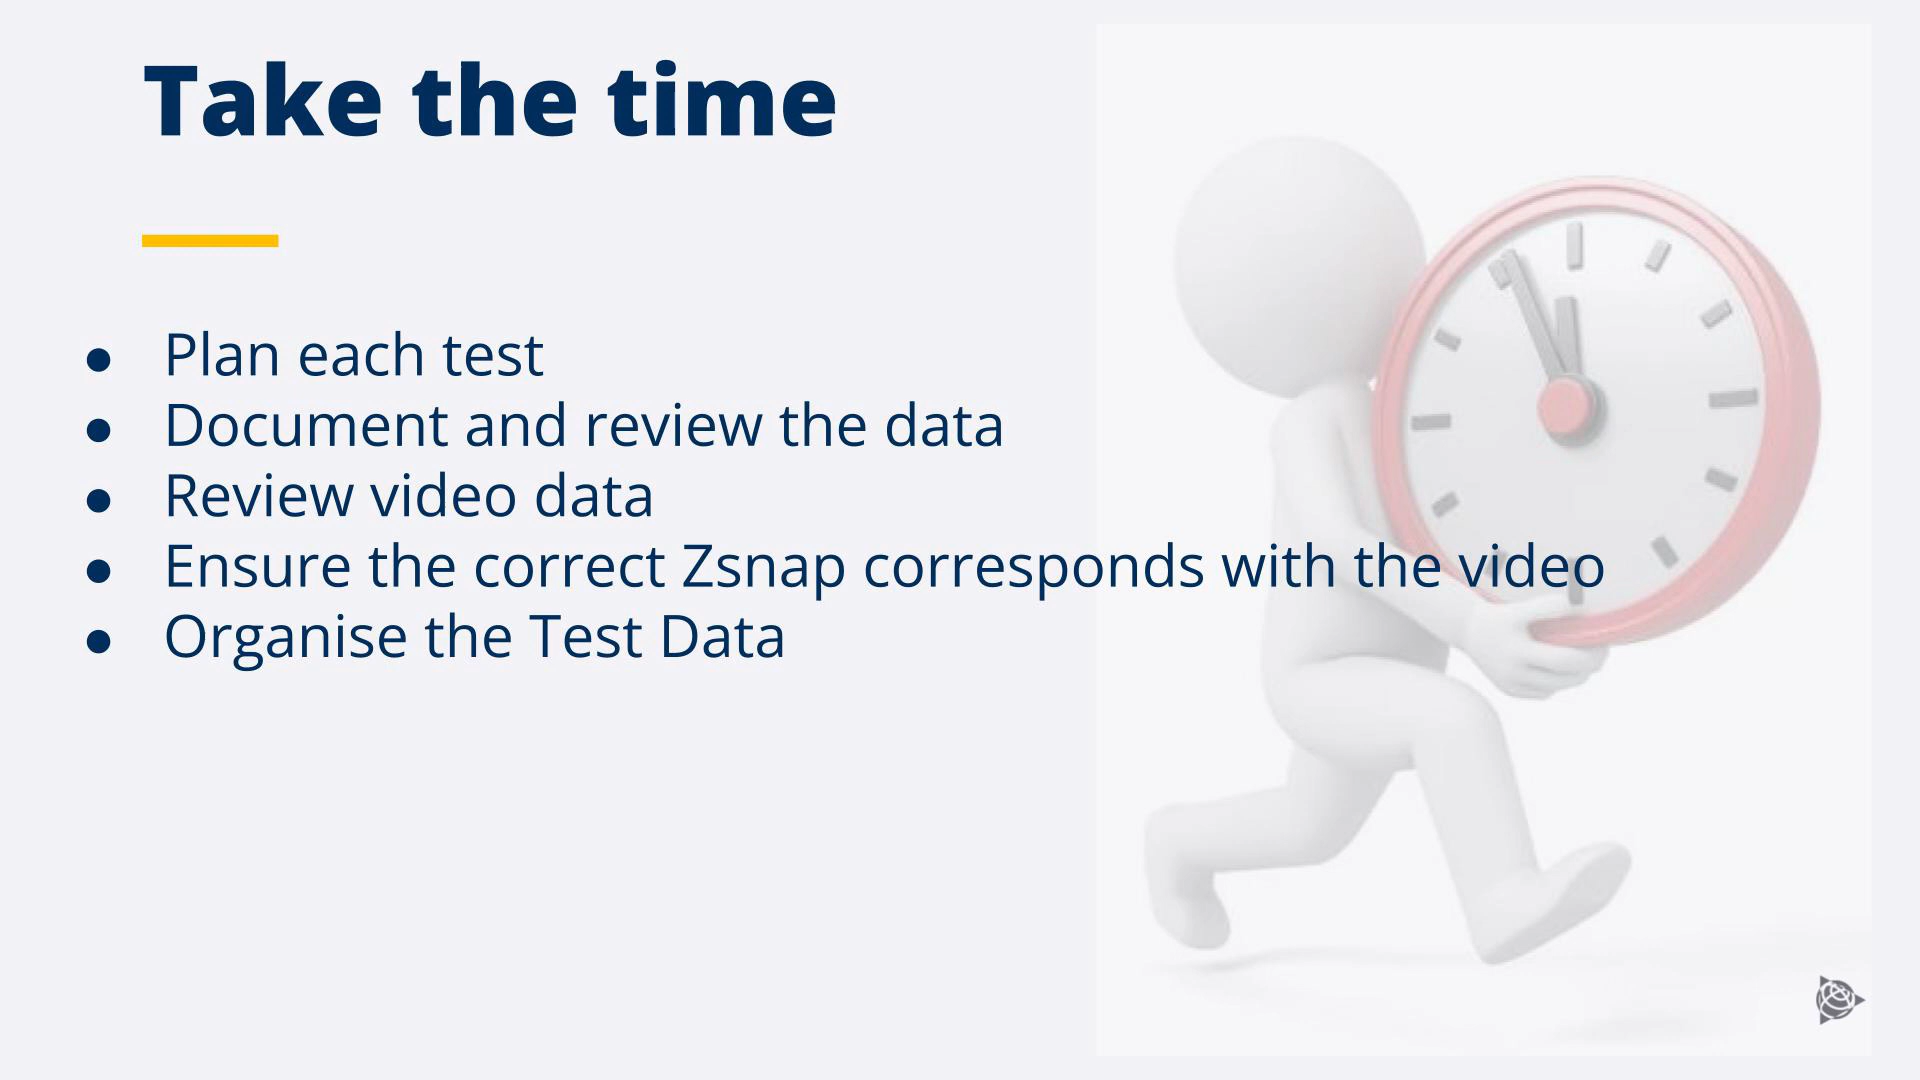 Take the time
● Plan each test
● Document and review the data
● Review video data
● Ensure the correct Zsnap corresponds with the video
● Organise the Test Data